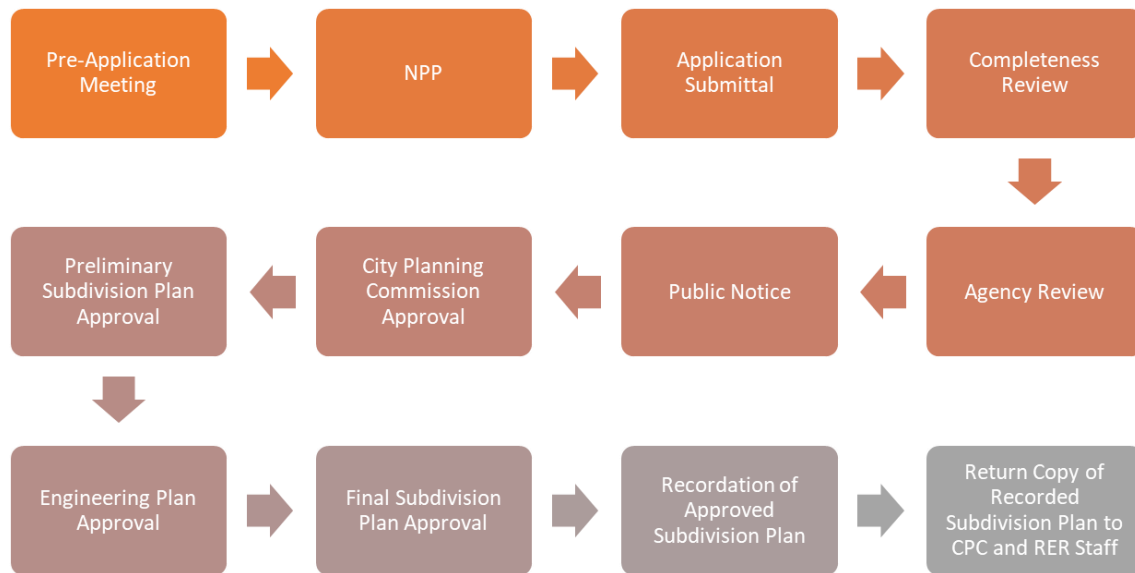 Pre-Application
Meeting
NPP
Application
Submittal
Completeness
Review
Agency Review
Public Notice
City Planning
Commission
Approval
Preliminary
Subdivision Plan
Approval
Engineering Plan
Approval
Final Subdivision
Plan Approval
Recordation of
Approved
Subdivision Plan
Return Copy of
Recorded
Subdivision Plan to
CPC and RER Staff